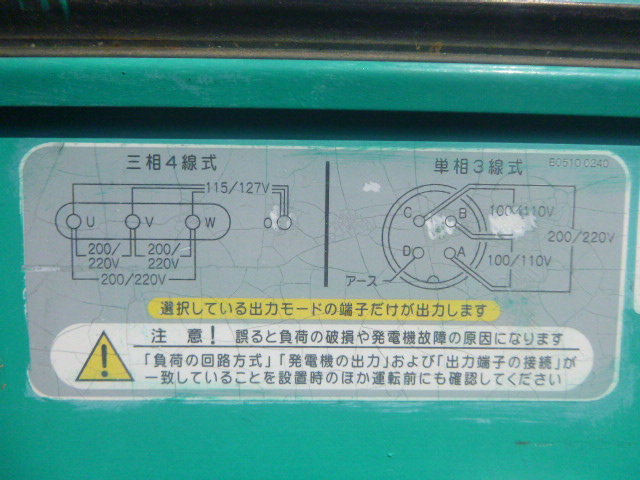 三相4線式
115/127V
U V W O
200/220V 200/220V
200/220V
単相3線式
B0510 0240
C B
100/110V
200/220V
D A
100/110V
アース
選択している出力モードの端子だけが出力します
注 意! 誤ると負荷の破損や発電機故障の原因になります
「負荷の回路方式」「発電機の出力」および「出力端子の接続」が
一致していることを設置時のほか運転前にも確認してください